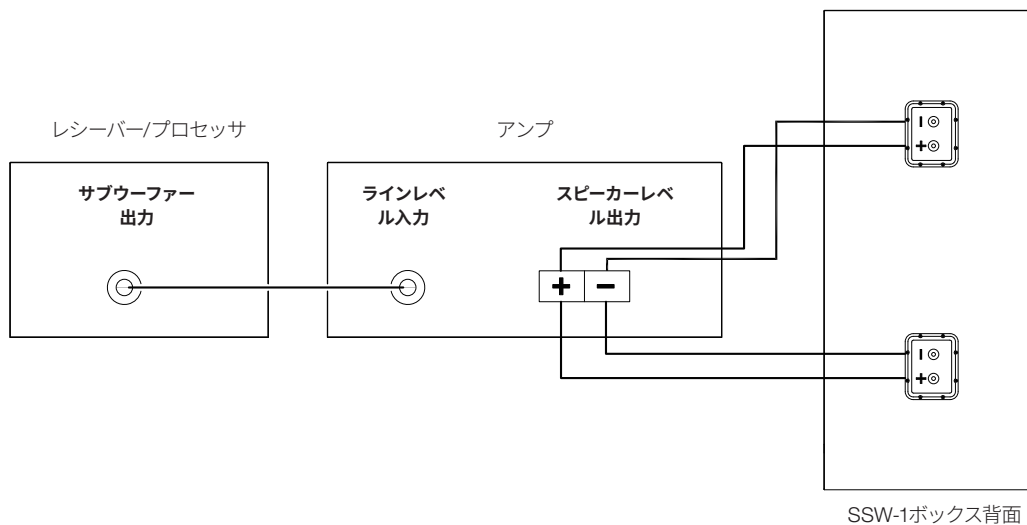 レシーバー/プロセッサ
アンプ
サブウーファー
出力
ラインレベ
ル入力
スピーカーレベ
ル出力
+ −
− 
+
−
+
SSW-1ボックス背面